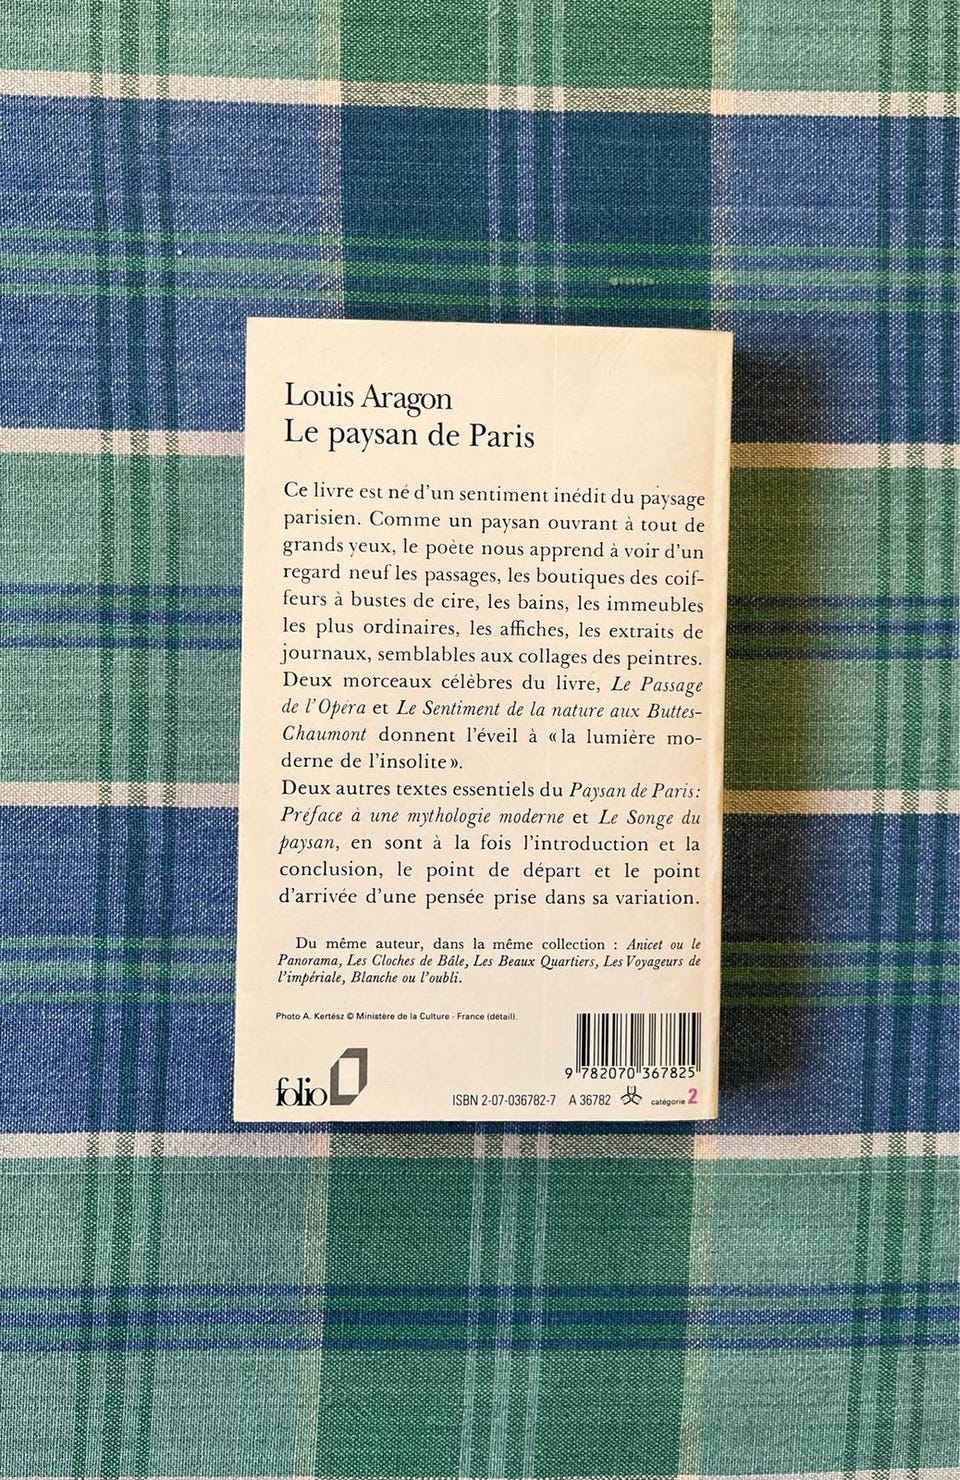 Louis Aragon
Le paysan de Paris
Ce livre est né d'un sentiment inédit du paysage
parisien. Comme un paysan ouvrant à tout de
grands yeux, le poète nous apprend à voir d'un
regard neuf les passages, les boutiques des coif-
feurs à bustes de cire, les bains, les immeubles
les plus ordinaires, les affiches, les extraits de
journaux, semblables aux collages des peintres.
Deux morceaux célèbres du livre, Le Passage
de l'Opéra et Le Sentiment de la nature aux Buttes-
Chaumont donnent l'éveil à « la lumière mo-
derne de l'insolite ».
Deux autres textes essentiels du Paysan de Paris :
Préface à une mythologie moderne et Le Songe du
paysan, en sont à la fois l'introduction et la
conclusion, le point de départ et le point
d'arrivée d'une pensée prise dans sa variation.
Du même auteur, dans la même collection : Anicet ou le
Panorama, Les Cloches de Bâle, Les Beaux Quartiers, Les Voyageurs de
l'impériale, Blanche ou l'oubli.
Photo A. Kertész © Ministère de la Culture - France (détail).
9 782070 367825
folio
ISBN 2-07-036782-7 A 36782 catégorie 2